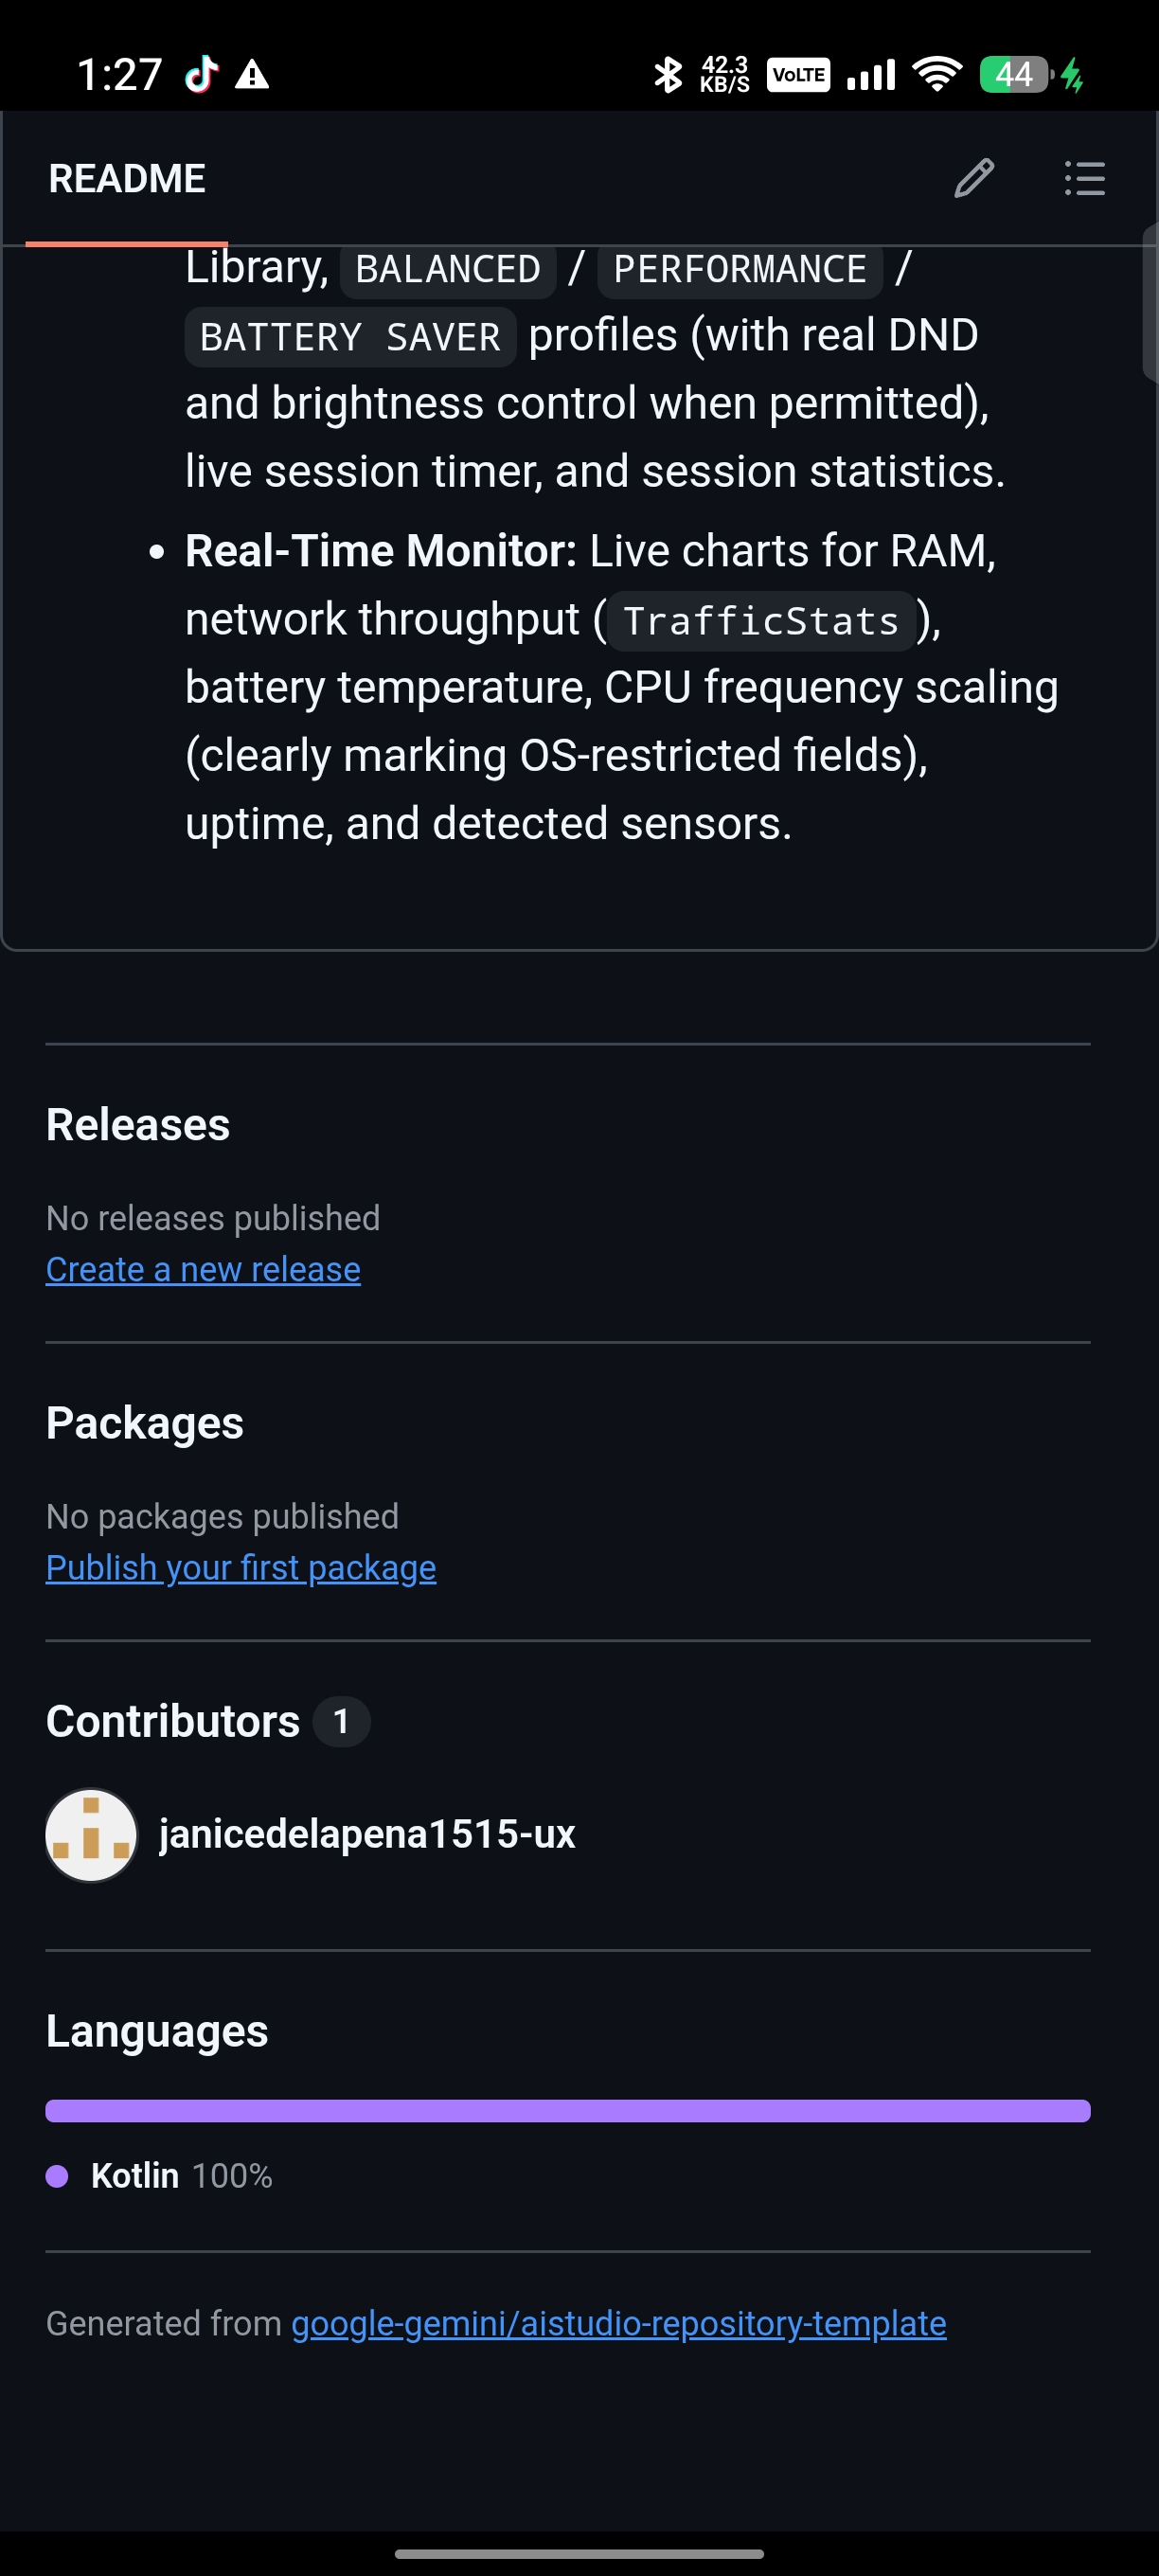 1:27
42.3
KB/S
VoLTE
44
README
Library, BALANCED / PERFORMANCE /
BATTERY SAVER profiles (with real DND
and brightness control when permitted),
live session timer, and session statistics.
• Real-Time Monitor: Live charts for RAM,
network throughput ( TrafficStats ),
battery temperature, CPU frequency scaling
(clearly marking OS-restricted fields),
uptime, and detected sensors.
Releases
No releases published
Create a new release
Packages
No packages published
Publish your first package
Contributors 1
janicedelapena1515-ux
Languages
Kotlin 100%
Generated from google-gemini/aistudio-repository-template